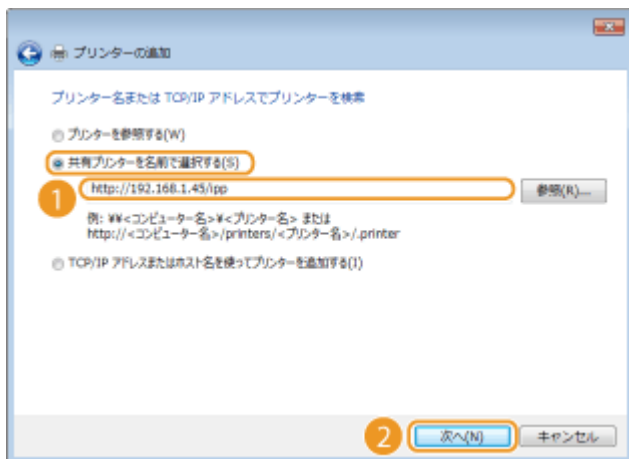 プリンターの追加
プリンター名または TCP/IP アドレスでプリンターを検索
プリンターを参照する(W)
共有プリンターを名前で選択する(S)
1
http://192.168.1.45/ipp
参照(R)...
例: ¥¥<コンピューター名>¥<プリンター名> または
http://<コンピューター名>/printers/<プリンター名>/.printer
TCP/IP アドレスまたはホスト名を使ってプリンターを追加する(I)
2
次へ(N)
キャンセル